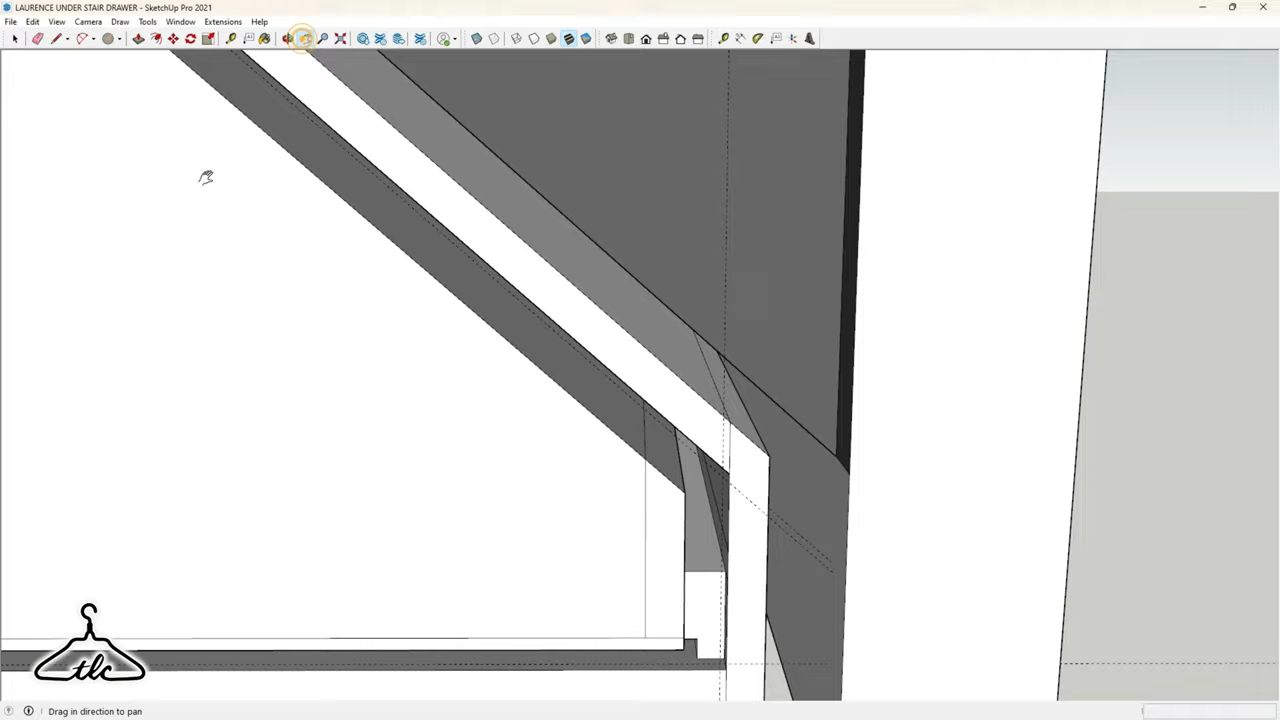 LAURENCE UNDER STAIR DRAWER - SketchUp Pro 2021
File Edit View Camera Draw Tools Window Extensions Help
tlc
Drag in direction to pan